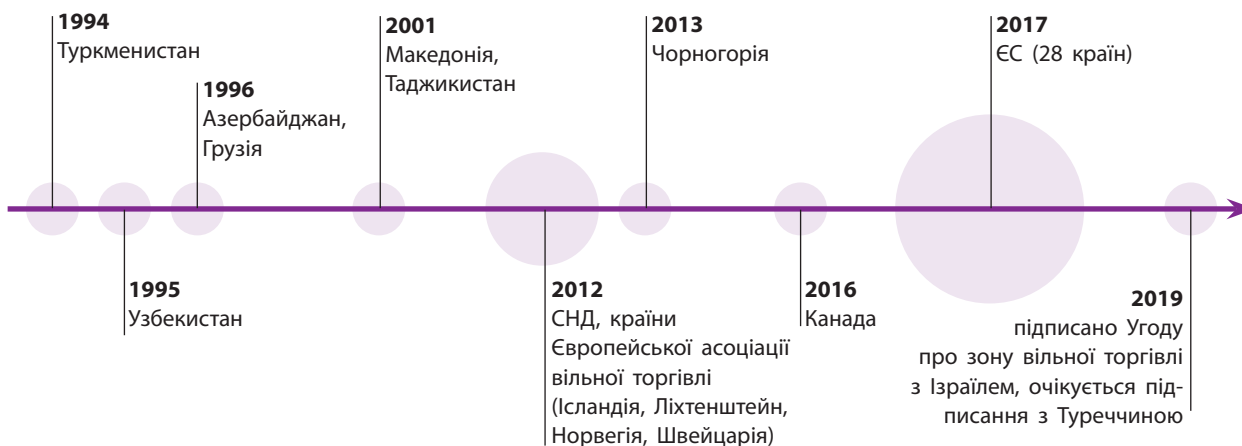 1994
Туркменистан
1995
Узбекистан
1996
Азербайджан,
Грузія
2001
Македонія,
Таджикистан
2012
СНД, країни
Європейської асоціації
вільної торгівлі
(Ісландія, Ліхтенштейн,
Норвегія, Швейцарія)
2013
Чорногорія
2016
Канада
2017
ЄС (28 країн)
2019
підписано Угоду
про зону вільної торгівлі
з Ізраїлем, очікується під-
писання з Туреччиною